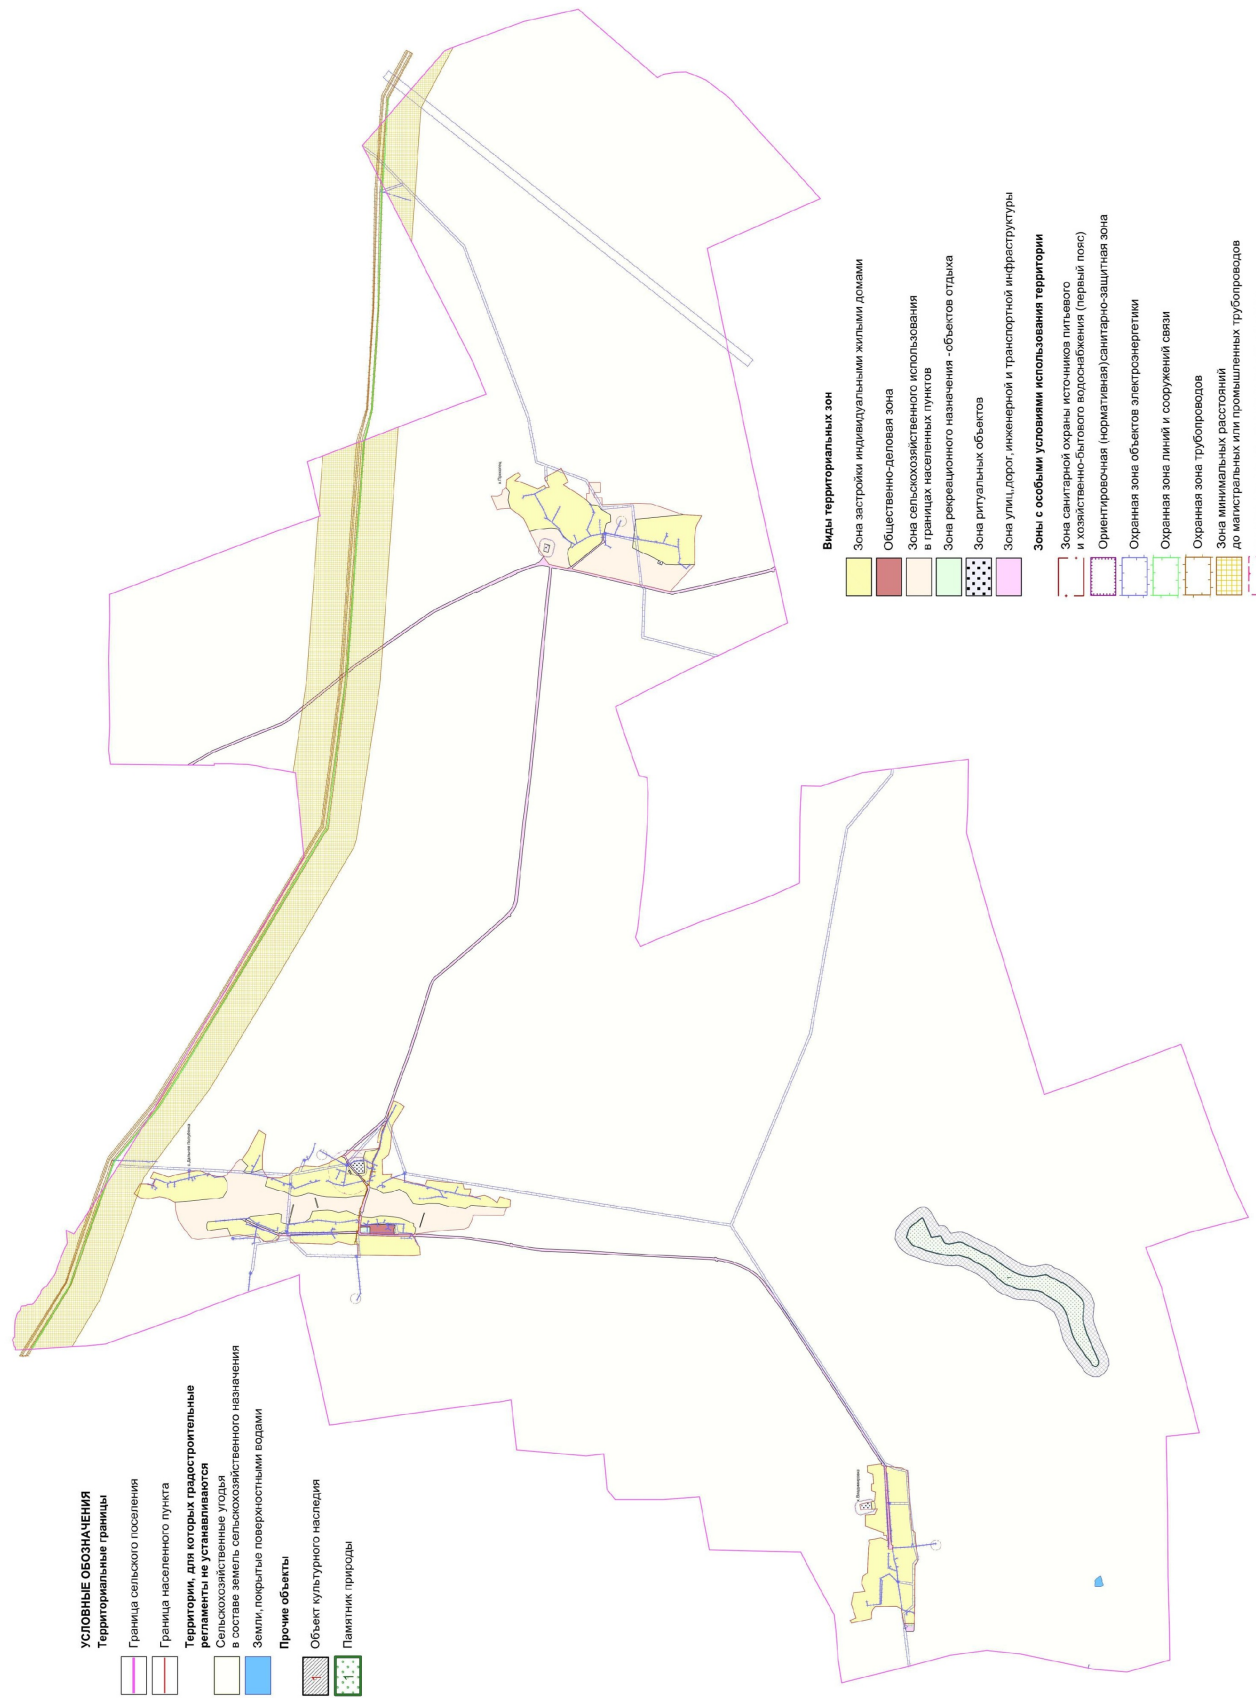 УСЛОВНЫЕ ОБОЗНАЧЕНИЯ
Территориальные границы
Граница сельского поселения
Граница населенного пункта
Территории, для которых градостроительные
регламенты не устанавливаются
Сельскохозяйственные угодья
в составе земель сельскохозяйственного назначения
Земли, покрытые поверхностными водами
Прочие объекты
1
Объект культурного наследия
1
Памятник природы
Виды территориальных зон
Зона застройки индивидуальными жилыми домами
Общественно-деловая зона
Зона сельскохозяйственного использования
в границах населенных пунктов
Зона рекреационного назначения -объектов отдыха
Зона ритуальных объектов
Зона улиц,дорог,инженерной и транспортной инфраструктуры
Зоны с особыми условиями использования территории
Зона санитарной охраны источников питьевого
и хозяйственно-бытового водоснабжения (первый пояс)
Ориентировочная (нормативная)санитарно-защитная зона
Охранная зона объектов электроэнергетики
Охранная зона линий и сооружений связи
Охранная зона трубопроводов
Зона минимальных расстояний
до магистральных или промышленных трубопроводов